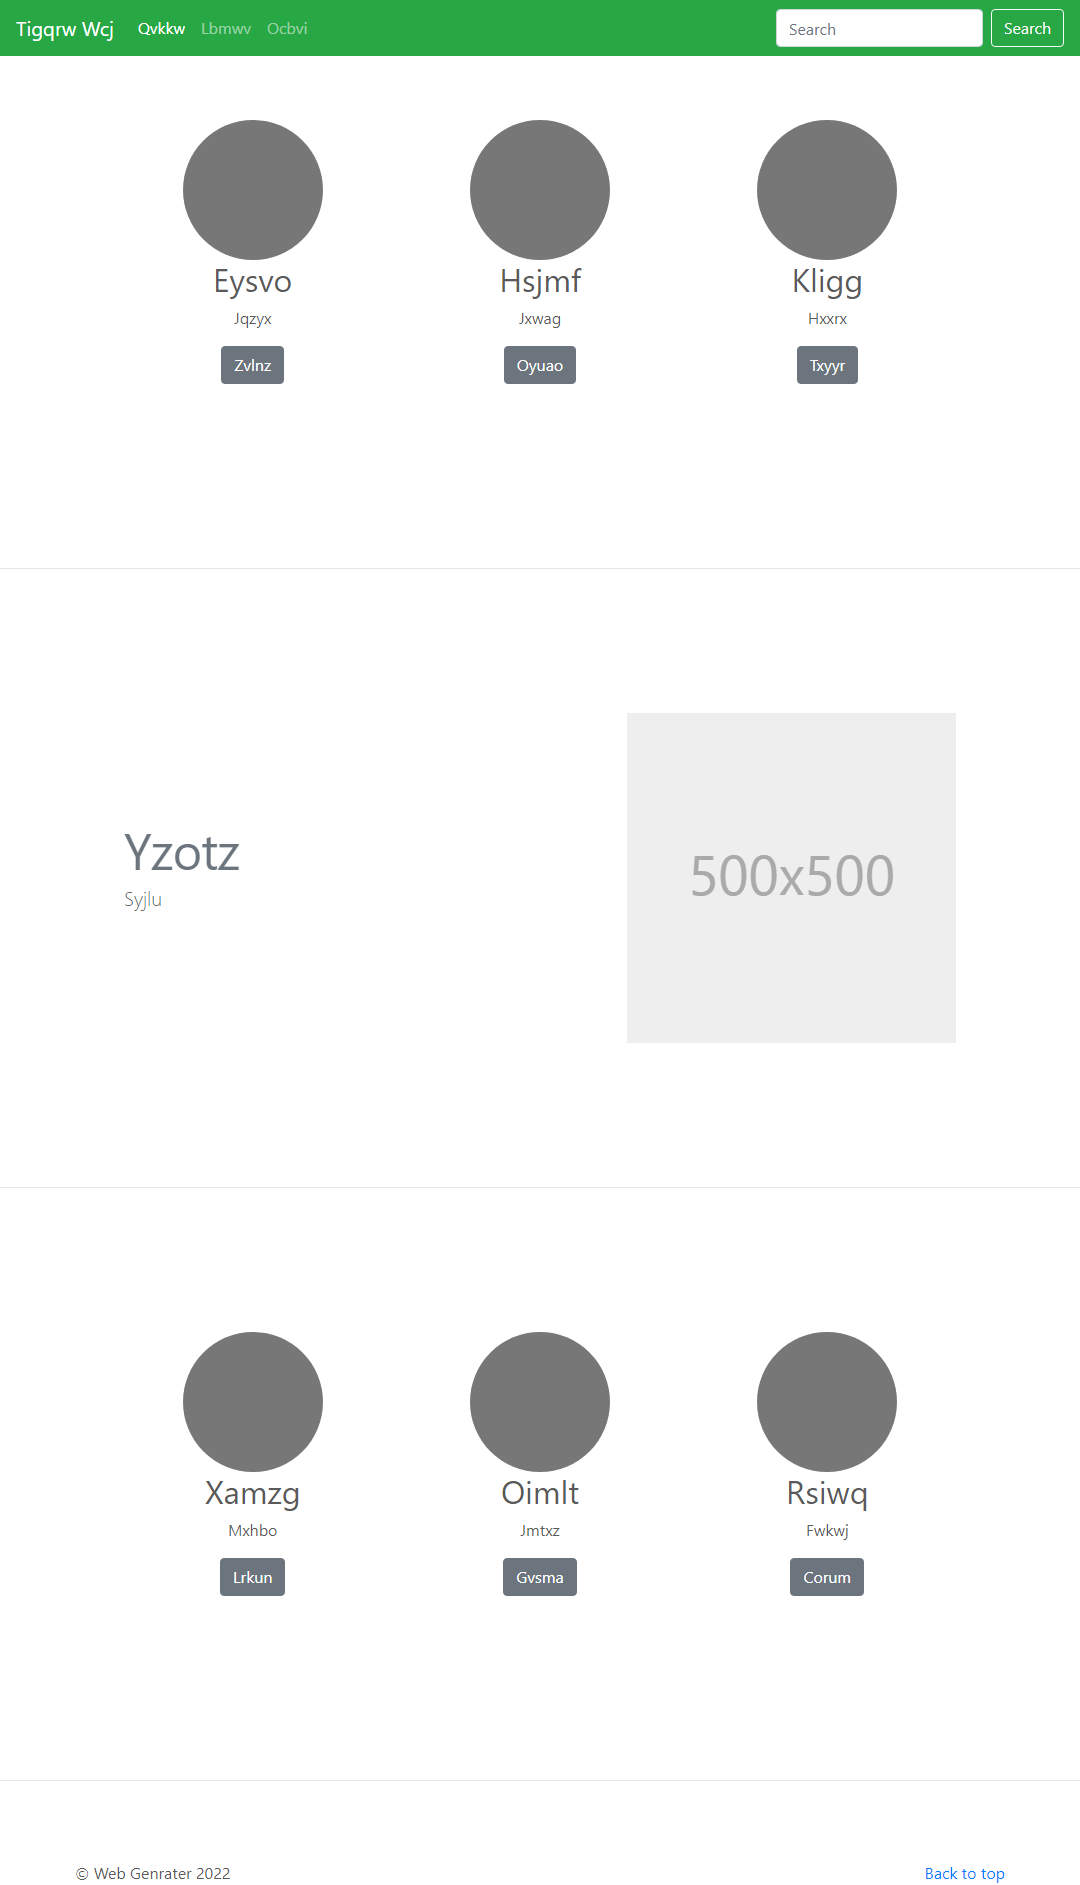 Tigqrw Wcj Qvkkw Lbmwv Ocbvi Search Search
Eysvo Hsjmf Kligg
Jqzyx Jxwag Hxxrx
Zvlnz Oyuao Txyyr
Yzotz
Syjlu
500x500
Xamzg Oimlt Rsiwq
Mxhbo Jmtxz Fwkwj
Lrkun Gvsma Corum
© Web Genrater 2022 Back to top